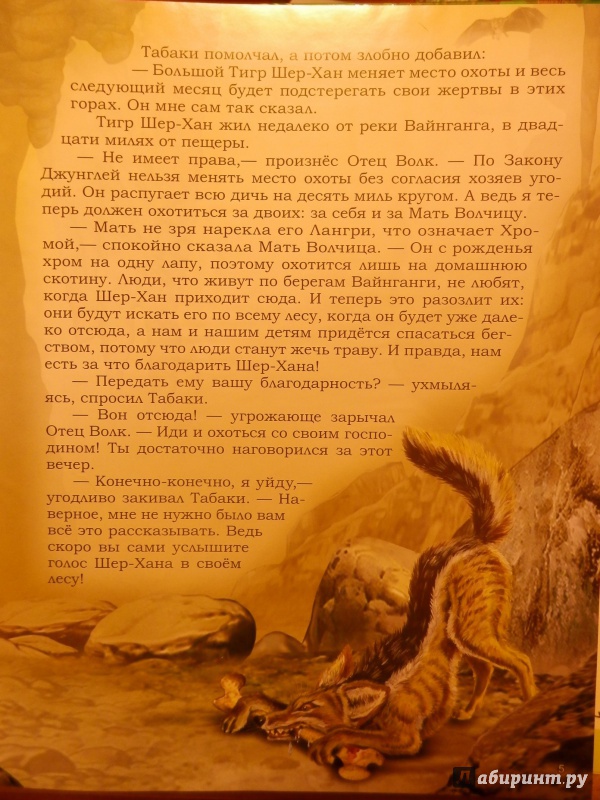 Табаки помолчал, а потом злобно добавил:
— Большой Тигр Шер-Хан меняет место охоты и весь
следующий месяц будет подстерегать свои жертвы в этих
горах. Он мне сам так сказал.
Тигр Шер-Хан жил недалеко от реки Вайнганга, в двад-
цати милях от пещеры.
— Не имеет права,— произнёс Отец Волк. — По Закону
Джунглей нельзя менять место охоты без согласия хозяев уго-
дий. Он распугает всю дичь на десять миль кругом. А ведь я те-
перь должен охотиться за двоих: за себя и за Мать Волчицу.
— Мать не зря нарекла его Лангри, что означает Хро-
мой,— спокойно сказала Мать Волчица. — Он с рожденья
хром на одну лапу, поэтому охотится лишь на домашнюю
скотину. Люди, что живут по берегам Вайнганги, не любят,
когда Шер-Хан приходит сюда. И теперь это разозлит их:
они будут искать его по всему лесу, когда он будет уже дале-
ко отсюда, а нам и нашим детям придётся спасаться бег-
ством, потому что люди станут жечь траву. И правда, нам
есть за что благодарить Шер-Хана!
— Передать ему вашу благодарность? — ухмыля-
ясь, спросил Табаки.
— Вон отсюда! — угрожающе зарычал
Отец Волк. — Иди и охоться со своим госпо-
дином! Ты достаточно наговорился за этот
вечер.
— Конечно-конечно, я уйду,—
угодливо закивал Табаки. — На-
верное, мне не нужно было вам
всё это рассказывать. Ведь
скоро вы сами услышите
голос Шер-Хана в своём
лесу!
5
Лабиринт.ру